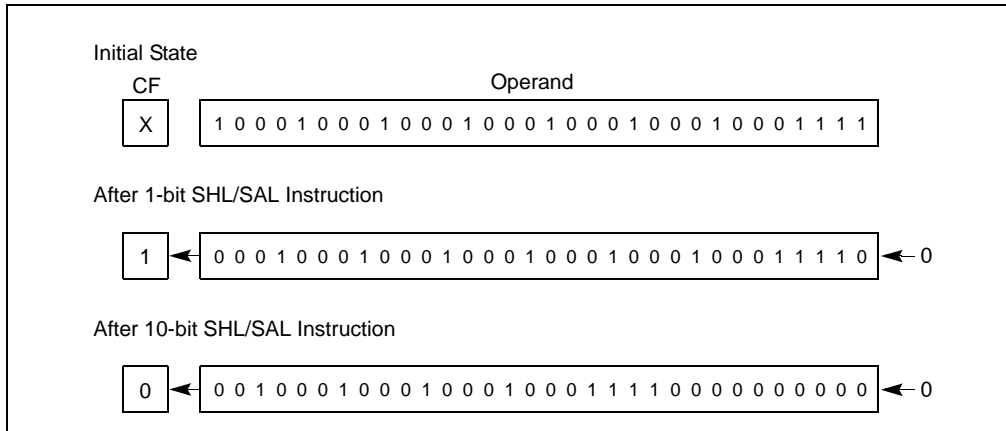 Initial State
CF Operand
X 1 0 0 0 1 0 0 0 1 0 0 0 1 0 0 0 1 0 0 0 1 0 0 0 1 0 0 0 1 1 1 1
After 1-bit SHL/SAL Instruction
1 0 0 0 1 0 0 0 1 0 0 0 1 0 0 0 1 0 0 0 1 0 0 0 1 0 0 0 1 1 1 1 0 0
After 10-bit SHL/SAL Instruction
0 0 0 1 0 0 0 1 0 0 0 1 0 0 0 1 0 0 0 1 1 1 1 0 0 0 0 0 0 0 0 0 0 0